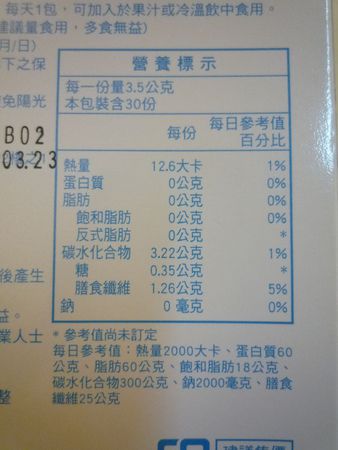 每天1包，可加入於果汁或冷溫飲中食用。
建議量食用，多食無益）
月/日）
下之保
免陽光
B02
03.23
營養標示
每一份量3.5公克
本包裝含30份
每份 每日參考值百分比
熱量 12.6大卡 1%
蛋白質 0公克 0%
脂肪 0公克 0%
飽和脂肪 0公克 0%
反式脂肪 0公克 *
碳水化合物 3.22公克 1%
糖 0.35公克 *
膳食纖維 1.26公克 5%
鈉 0 毫克 0%
後產生
益。
業人士
整
* 參考值尚未訂定
每日參考值：熱量2000大卡、蛋白質60
公克、脂肪60公克、飽和脂肪18公克、
碳水化合物300公克、鈉2000毫克、膳食
纖維25公克
建議售價